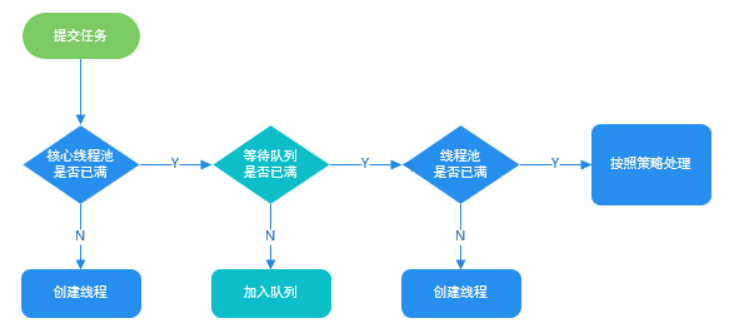 提交任务
核心线程池
是否已满
Y
等待队列
是否已满
Y
线程池
是否已满
Y
按照策略处理
N
N
N
创建线程
加入队列
创建线程